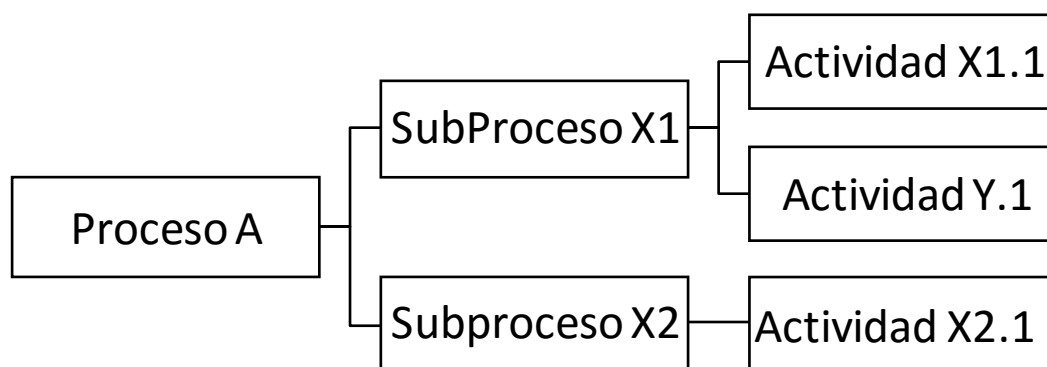 Actividad X1.1
SubProceso X1
Actividad Y.1
Proceso A
Subproceso X2
Actividad X2.1